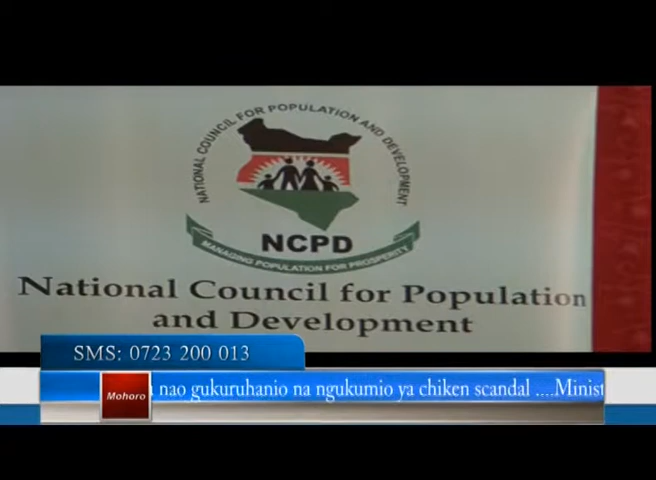 NATIONAL COUNCIL FOR POPULATION AND DEVELOPMENT
NCPD
MANAGING POPULATION FOR PROSPERITY
National Council for Population
and Development
SMS: 0723 200 013
Mohoro
nao gukuruhanio na ngukumio ya chiken scandal ....Minist